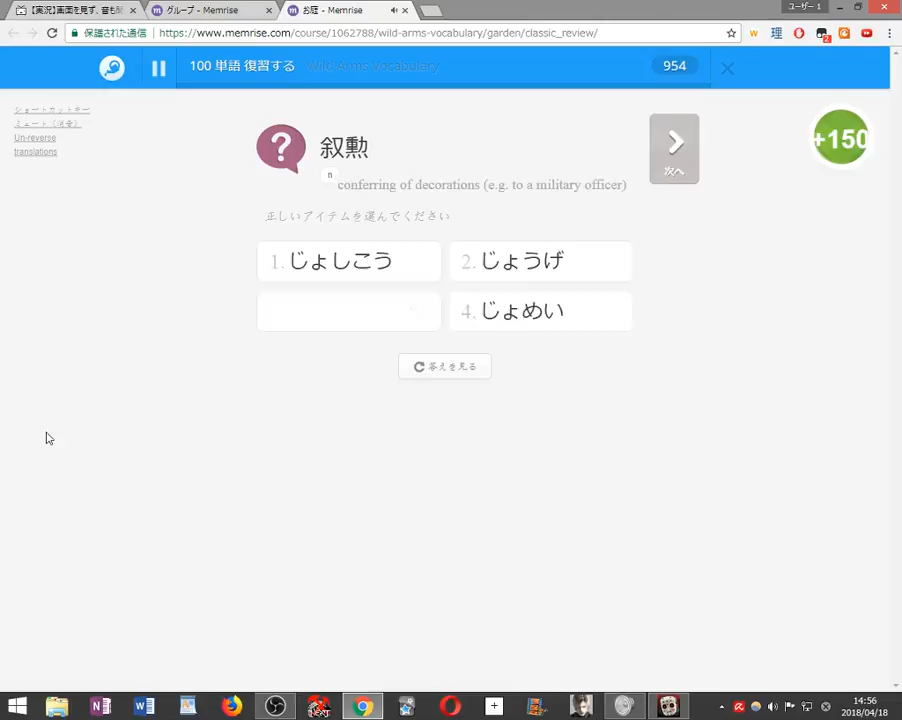 【実況】画面を見ず、音も聞
グループ - Memrise
お庭 - Memrise
ユーザー 1
保護された通信
https://www.memrise.com/course/1062788/wild-arms-vocabulary/garden/classic_review/
100 単語 復習する
Wild Arms Vocabulary
954
ショートカットキー
ミュート（消音）
Un-reverse
translations
叙勲
n
conferring of decorations (e.g. to a military officer)
次へ
+150
正しいアイテムを選んでください
1. じょしこう
2. じょうげ
4. じょめい
答えを見る
14:56
2018/04/18